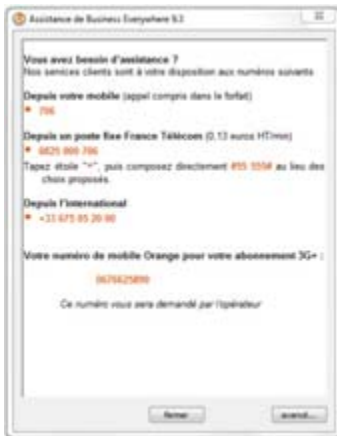 Assistance de Business Everywhere 9.3
Vous avez besoin d'assistance ?
Nos services clients sont à votre disposition aux numéros suivants
Depuis votre mobile (appel compris dans le forfait)
706
Depuis un poste fixe France Télécom (0,13 euros HT/min)
0825 000 706
Tapez étoile "*", puis composez directement #55 555# au lieu des
choix proposés.
Depuis l'international
+33 675 05 20 00
Votre numéro de mobile Orange pour votre abonnement 3G+ :
0676625890
Ce numéro vous sera demandé par l'opérateur
fermer
avancé...